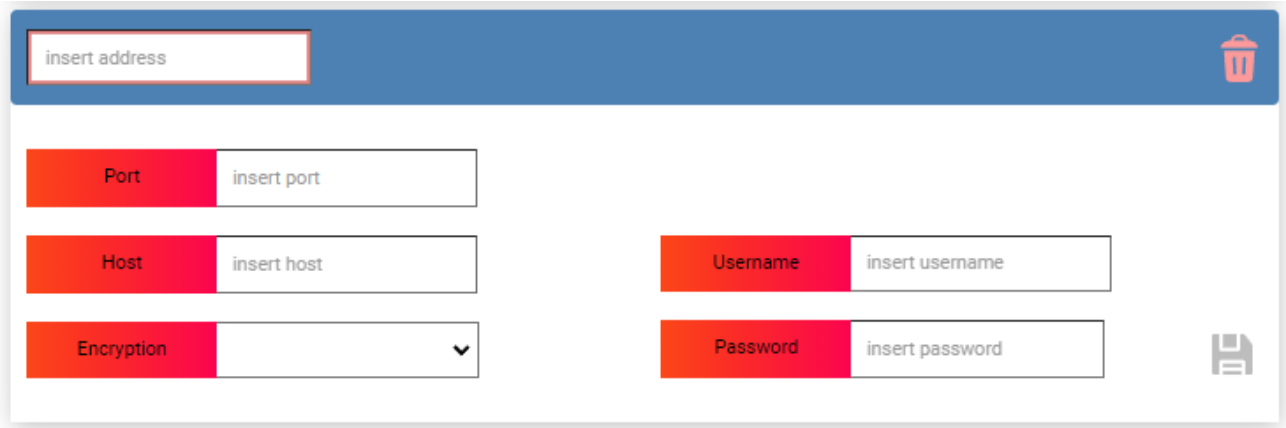 insert address
Port
insert port
Host
insert host
Username
insert username
Encryption
Password
insert password